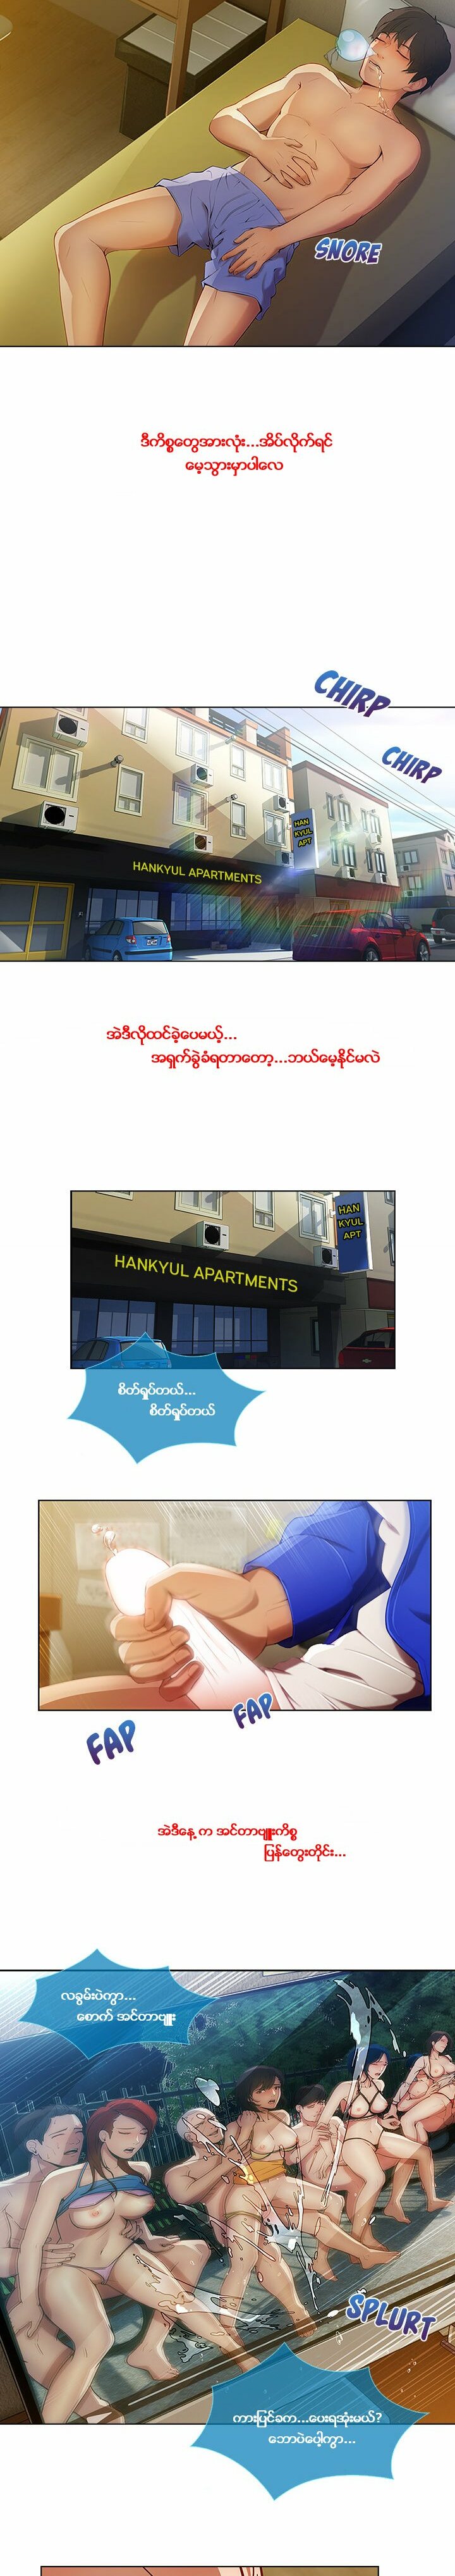 SNORE
ဒီကိစ္စတွေအားလုံး...အိပ်လိုက်ရင်
မေ့သွားမှာပါလေ
CHIRP
CHIRP
HAN
KYUL
APT
HANKYUL APARTMENTS
အဲဒီလိုထင်ခဲ့ပေမယ့်...
အရှက်ခွဲခံရတာတော့...ဘယ်မေ့နိုင်မလဲ
HAN
KYUL
APT
HANKYUL APARTMENTS
စိတ်ရှုပ်တယ်...
စိတ်ရှုပ်တယ်
FAP
FAP
အဲဒီနေ့ က အင်တာဗျူးကိစ္စ
ပြန်တွေးတိုင်း...
လခွမ်းပဲကွာ...
စောက် အင်တာဗျူး
SPLURT
ကားပြင်ခက...ပေးရအုံးမယ်?
ဘောပဲပေါ့ကွာ...